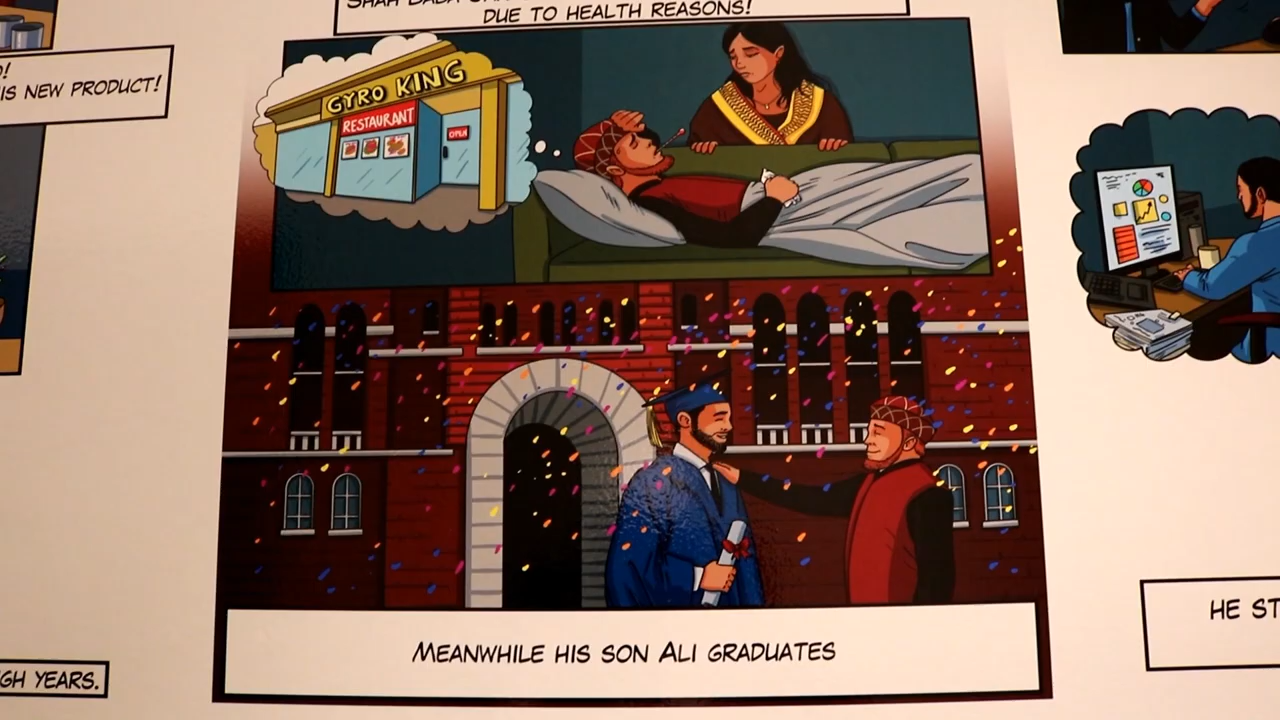 DUE TO HEALTH REASONS!
IS NEW PRODUCT!
GYRO KING
RESTAURANT
OPEN
MEANWHILE HIS SON ALI GRADUATES
HE ST
GH YEARS.